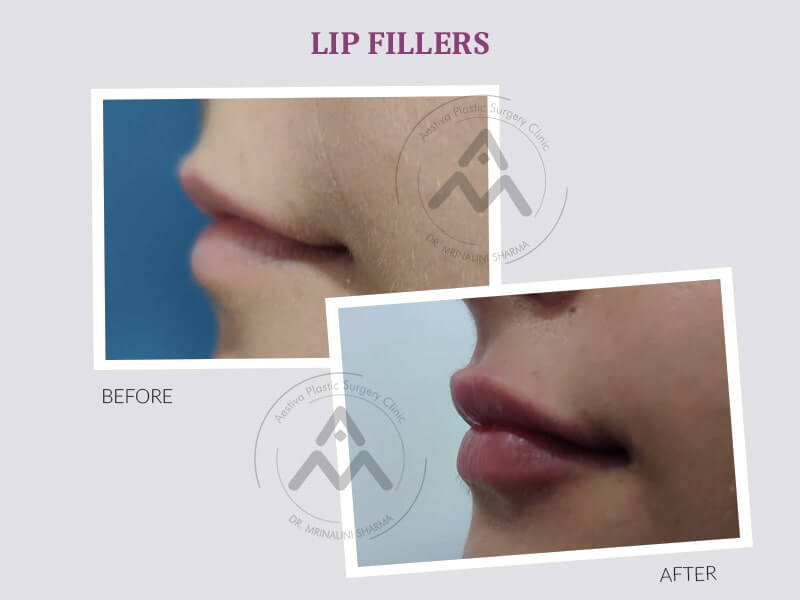 LIP FILLERS
Aestiva Plastic Surgery Clinic
DR. MRINALINI SHARMA
BEFORE
Aestiva Plastic Surgery Clinic
DR. MRINALINI SHARMA
AFTER